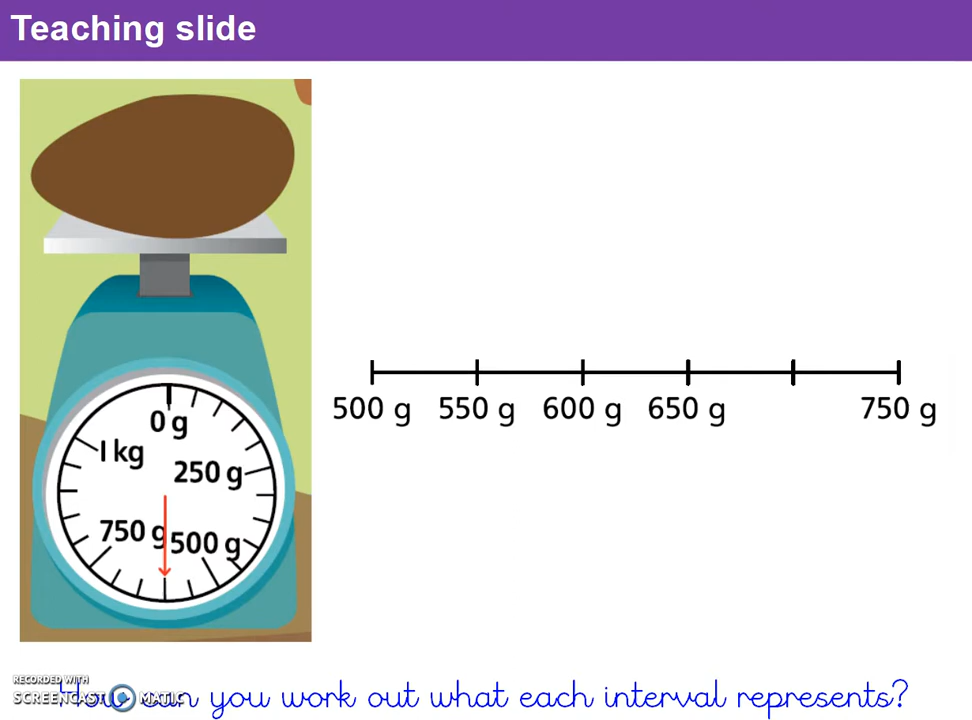 Teaching slide
0 g
1 kg
250 g
750 g
500 g
500 g 550 g 600 g 650 g 750 g
How can you work out what each interval represents?
RECORDED WITH
SCREENCAST MATIC